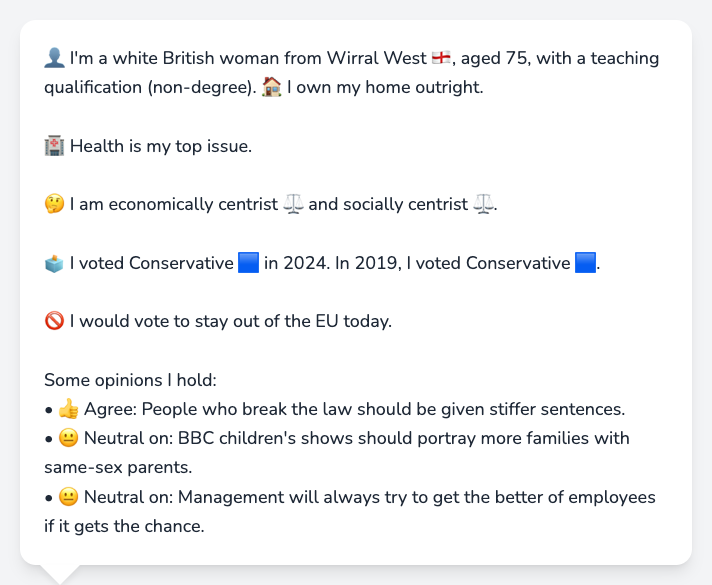 👤 I'm a white British woman from Wirral West 🏴󠁧󠁢󠁥󠁮󠁧󠁿, aged 75, with a teaching
qualification (non-degree). 🏠 I own my home outright.
🏥 Health is my top issue.
🤔 I am economically centrist ⚖️ and socially centrist ⚖️.
🗳️ I voted Conservative 🟦 in 2024. In 2019, I voted Conservative 🟦.
🚫 I would vote to stay out of the EU today.
Some opinions I hold:
• 👍 Agree: People who break the law should be given stiffer sentences.
• 😐 Neutral on: BBC children's shows should portray more families with
same-sex parents.
• 😐 Neutral on: Management will always try to get the better of employees
if it gets the chance.